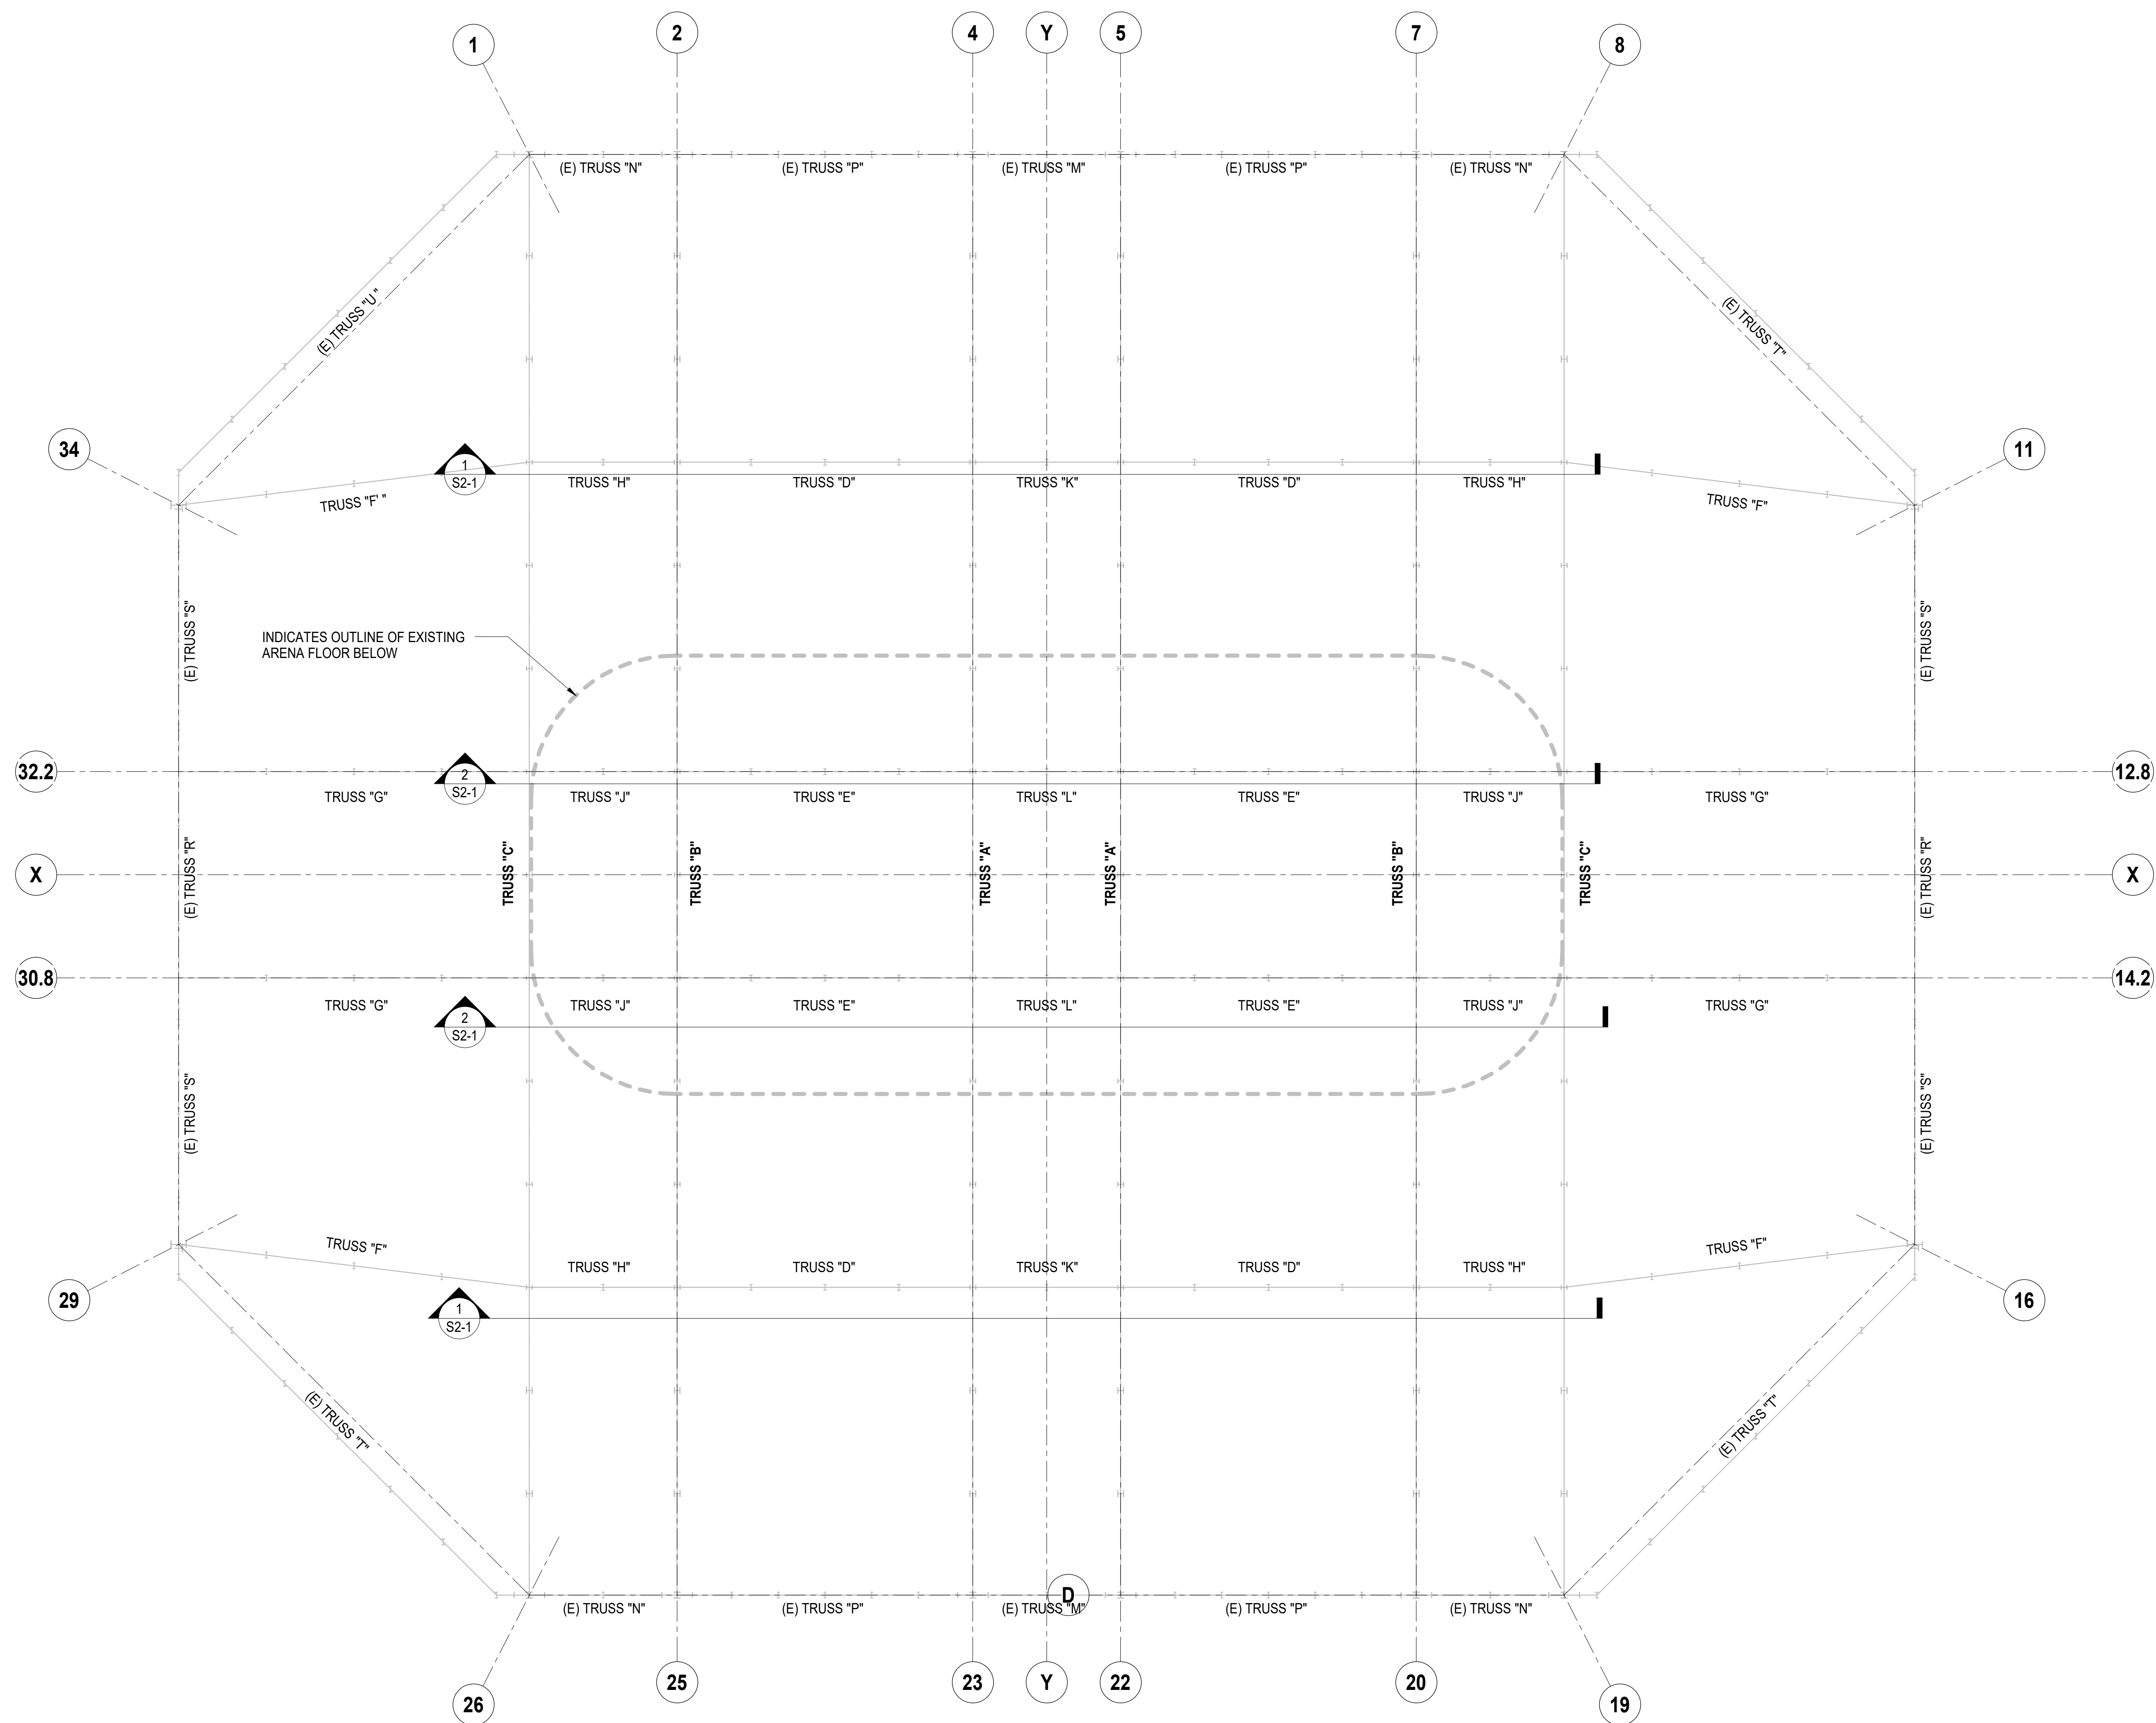 1
2
4
Y
5
7
8
(E) TRUSS "N"
(E) TRUSS "P"
(E) TRUSS "M"
(E) TRUSS "P"
(E) TRUSS "N"
(E) TRUSS "U "
(E) TRUSS "T"
34
11
1
S2-1
TRUSS "F' "
TRUSS "H"
TRUSS "D"
TRUSS "K"
TRUSS "D"
TRUSS "H"
TRUSS "F"
(E) TRUSS "S"
(E) TRUSS "S"
INDICATES OUTLINE OF EXISTING
ARENA FLOOR BELOW
32.2
12.8
2
S2-1
TRUSS "G"
TRUSS "J"
TRUSS "E"
TRUSS "L"
TRUSS "E"
TRUSS "J"
TRUSS "G"
X
(E) TRUSS "R"
TRUSS "C"
TRUSS "B"
TRUSS "A"
TRUSS "A"
TRUSS "B"
TRUSS "C"
(E) TRUSS "R"
X
30.8
14.2
TRUSS "G"
TRUSS "J"
TRUSS "E"
TRUSS "L"
TRUSS "E"
TRUSS "J"
TRUSS "G"
2
S2-1
(E) TRUSS "S"
(E) TRUSS "S"
TRUSS "F"
TRUSS "H"
TRUSS "D"
TRUSS "K"
TRUSS "D"
TRUSS "H"
TRUSS "F"
29
16
1
S2-1
(E) TRUSS "T"
(E) TRUSS "T"
D
(E) TRUSS "N"
(E) TRUSS "P"
(E) TRUSS "M"
(E) TRUSS "P"
(E) TRUSS "N"
26
25
23
Y
22
20
19